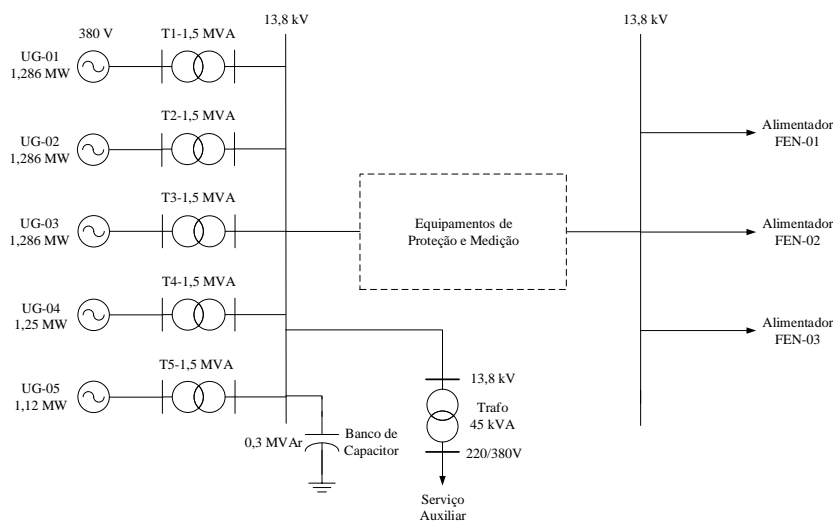 13,8 kV
13,8 kV
380 V
T1-1,5 MVA
UG-01
1,286 MW
T2-1,5 MVA
UG-02
1,286 MW
Alimentador
FEN-01
T3-1,5 MVA
UG-03
1,286 MW
Equipamentos de
Proteção e Medição
Alimentador
FEN-02
T4-1,5 MVA
UG-04
1,25 MW
Alimentador
FEN-03
T5-1,5 MVA
UG-05
1,12 MW
13,8 kV
Trafo
45 kVA
0,3 MVAr
Banco de
Capacitor
220/380V
Serviço
Auxiliar